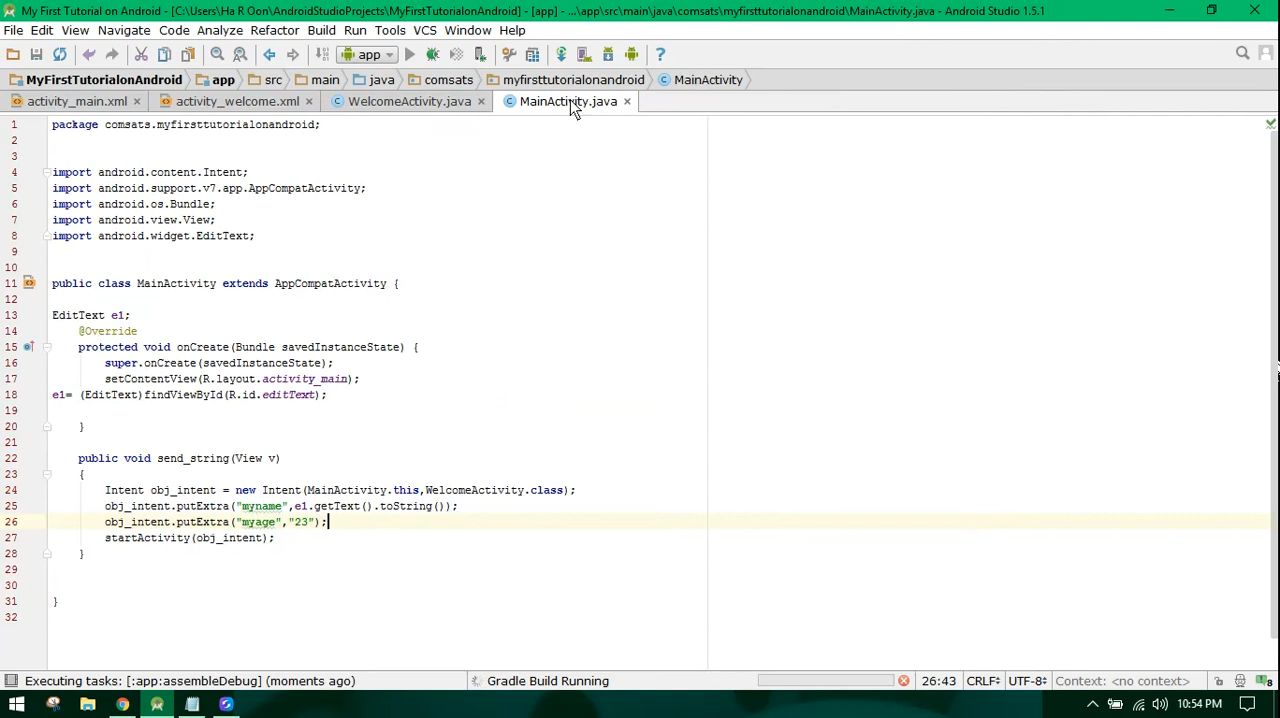 My First Tutorial on Android - [C:\Users\Ha R Oon\AndroidStudioProjects\MyFirstTutorialonAndroid] - [app] - ...\app\src\main\java\comsats\myfirsttutorialonandroid\MainActivity.java - Android Studio 1.5.1
File Edit View Navigate Code Analyze Refactor Build Run Tools VCS Window Help
app
MyFirstTutorialonAndroid app src main java comsats myfirsttutorialonandroid MainActivity
activity_main.xml activity_welcome.xml WelcomeActivity.java MainActivity.java
1 package comsats.myfirsttutorialonandroid;
2
3
4 import android.content.Intent;
5 import android.support.v7.app.AppCompatActivity;
6 import android.os.Bundle;
7 import android.view.View;
8 import android.widget.EditText;
9
10
11 public class MainActivity extends AppCompatActivity {
12
13 EditText e1;
14 @Override
15 protected void onCreate(Bundle savedInstanceState) {
16 super.onCreate(savedInstanceState);
17 setContentView(R.layout.activity_main);
18 e1= (EditText)findViewById(R.id.editText);
19
20 }
21
22 public void send_string(View v)
23 {
24 Intent obj_intent = new Intent(MainActivity.this,WelcomeActivity.class);
25 obj_intent.putExtra("myname",e1.getText().toString());
26 obj_intent.putExtra("myage","23");
27 startActivity(obj_intent);
28 }
29
30
31 }
32
Executing tasks: [:app:assembleDebug] (moments ago) Gradle Build Running 26:43 CRLF÷ UTF-8÷ Context: <no context> 8
10:54 PM